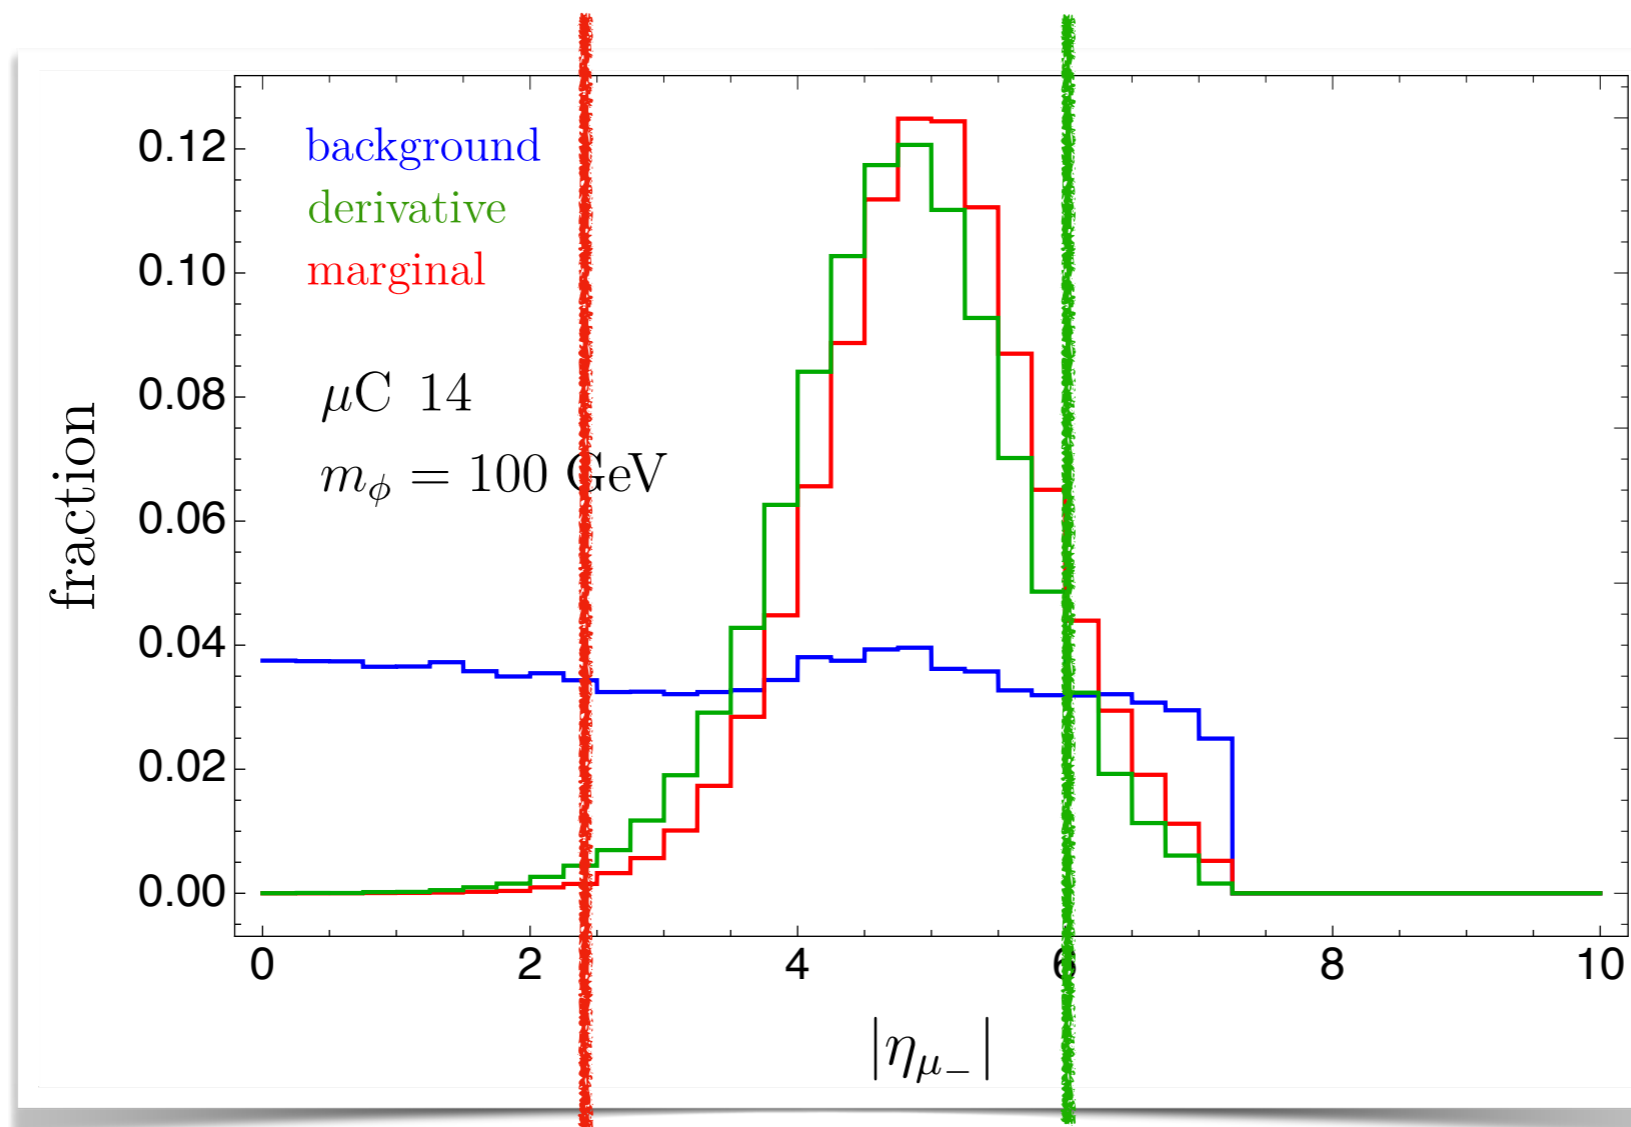 background
derivative
marginal
μC 14
m_ϕ = 100 GeV
fraction
0.12
0.10
0.08
0.06
0.04
0.02
0.00
0 2 4 6 8 10
|η_μ_−|